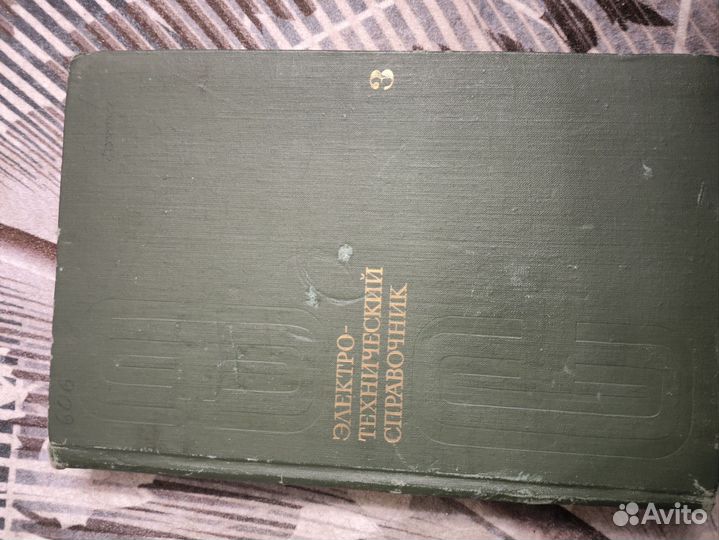 3
ЭЛЕКТРО-
ТЕХНИЧЕСКИЙ
СПРАВОЧНИК
Avito